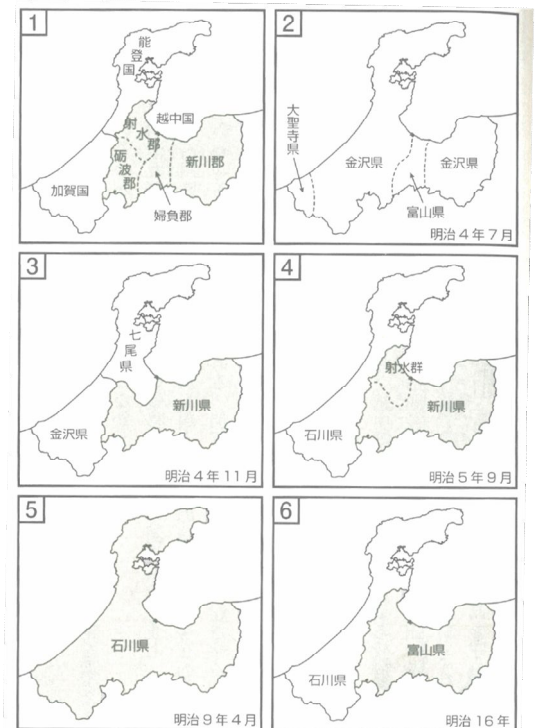 1
能登国
越中国
射水郡
砺波郡
新川郡
加賀国
婦負郡
2
大聖寺県
金沢県
金沢県
富山県
明治4年7月
3
七尾県
新川県
金沢県
明治4年11月
4
射水群
新川県
石川県
明治5年9月
5
石川県
明治9年4月
6
富山県
石川県
明治16年